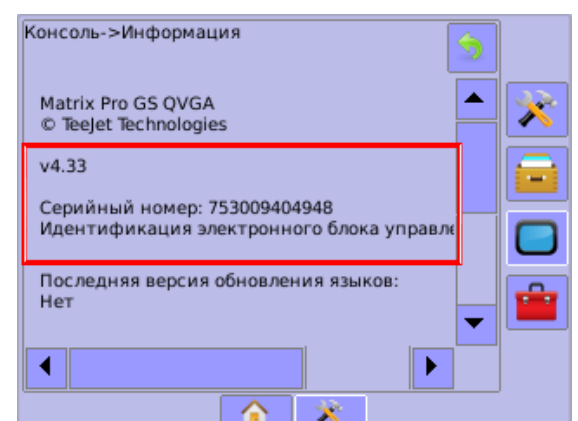 Консоль->Информация
Matrix Pro GS QVGA
© TeeJet Technologies
v4.33
Серийный номер: 753009404948
Идентификация электронного блока
Последняя версия обновления языков:
Нет